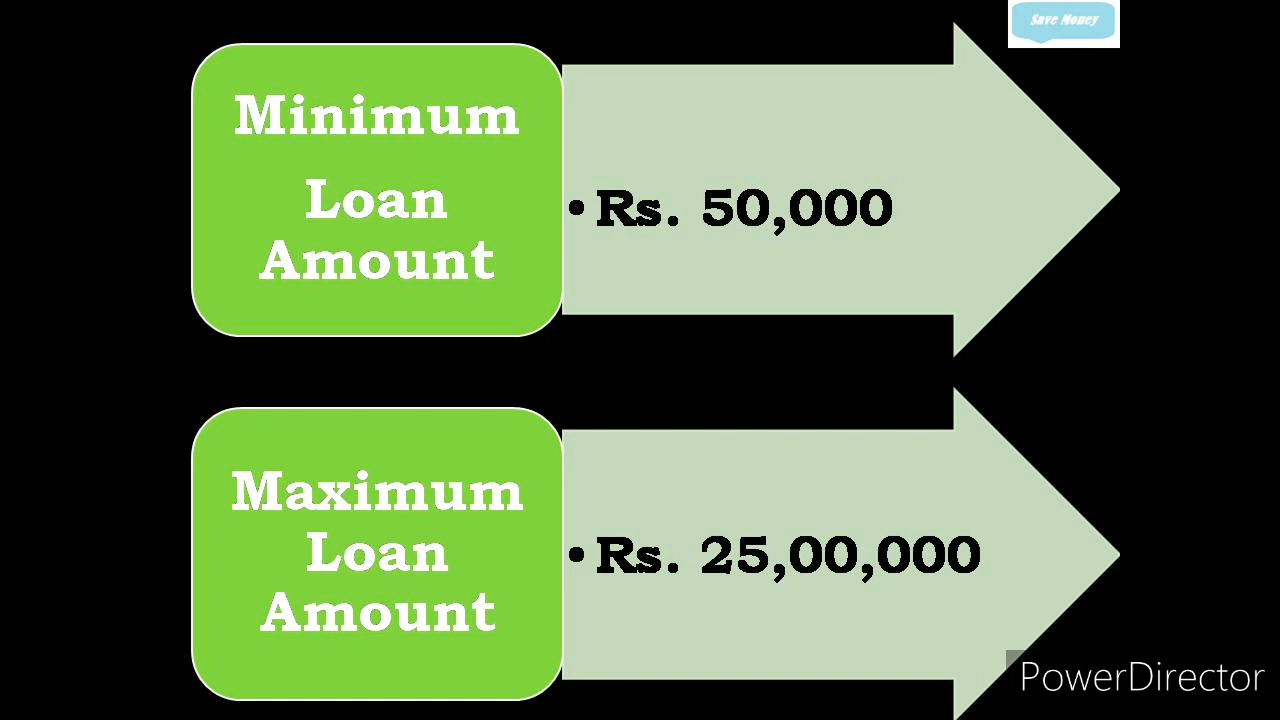 Save Money
Minimum
Loan
Amount
• Rs. 50,000
Maximum
Loan
Amount
• Rs. 25,00,000
PowerDirector